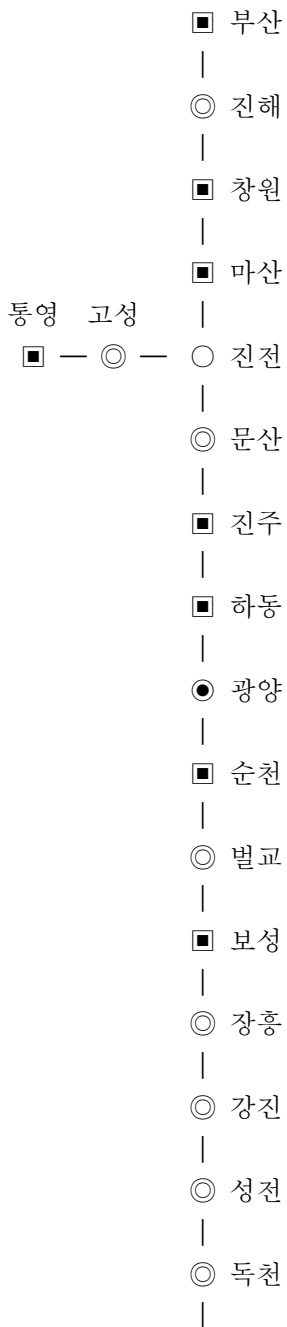 ▣ 부산
|
◎ 진해
|
▣ 창원
|
▣ 마산
통영 고성 |
▣ — ◎ — ○ 진전
|
◎ 문산
|
▣ 진주
|
▣ 하동
|
◉ 광양
|
▣ 순천
|
◎ 벌교
|
▣ 보성
|
◎ 장흥
|
◎ 강진
|
◎ 성전
|
◎ 독천
|